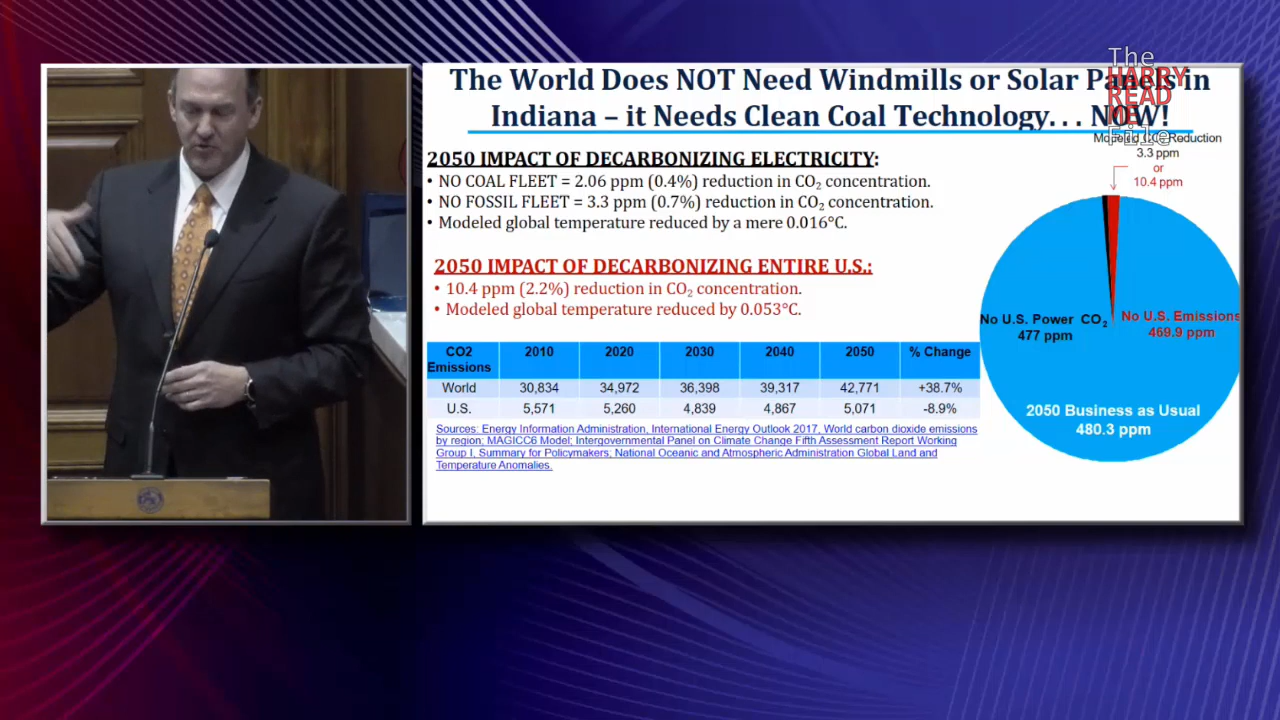 The
HARRY
READ
ME
File
The World Does NOT Need Windmills or Solar Panels in
Indiana – it Needs Clean Coal Technology. . . NOW!
2050 IMPACT OF DECARBONIZING ELECTRICITY:
• NO COAL FLEET = 2.06 ppm (0.4%) reduction in CO₂ concentration.
• NO FOSSIL FLEET = 3.3 ppm (0.7%) reduction in CO₂ concentration.
• Modeled global temperature reduced by a mere 0.016°C.
2050 IMPACT OF DECARBONIZING ENTIRE U.S.:
• 10.4 ppm (2.2%) reduction in CO₂ concentration.
• Modeled global temperature reduced by 0.053°C.
CO2 Emissions 2010 2020 2030 2040 2050 % Change
World 30,834 34,972 36,398 39,317 42,771 +38.7%
U.S. 5,571 5,260 4,839 4,867 5,071 -8.9%
Sources: Energy Information Administration, International Energy Outlook 2017, World carbon dioxide emissions
by region; MAGICC6 Model; Intergovernmental Panel on Climate Change Fifth Assessment Report Working
Group I, Summary for Policymakers; National Oceanic and Atmospheric Administration Global Land and
Temperature Anomalies.
Modeled CO₂ Reduction
3.3 ppm
or
10.4 ppm
No U.S. Power CO₂
477 ppm
No U.S. Emissions
469.9 ppm
2050 Business as Usual
480.3 ppm